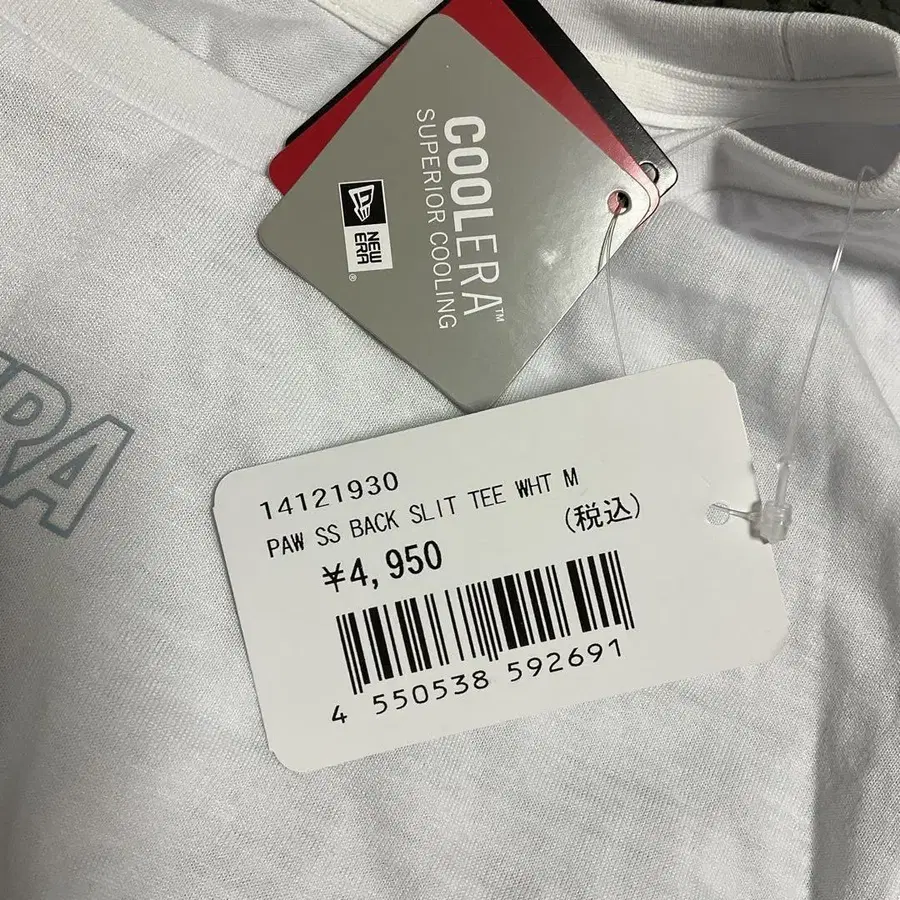 COOLERA™
SUPERIOR COOLING
NEW
ERA®
RA
14121930
PAW SS BACK SLIT TEE WHT M
¥4,950
(税込)
4 550538 592691